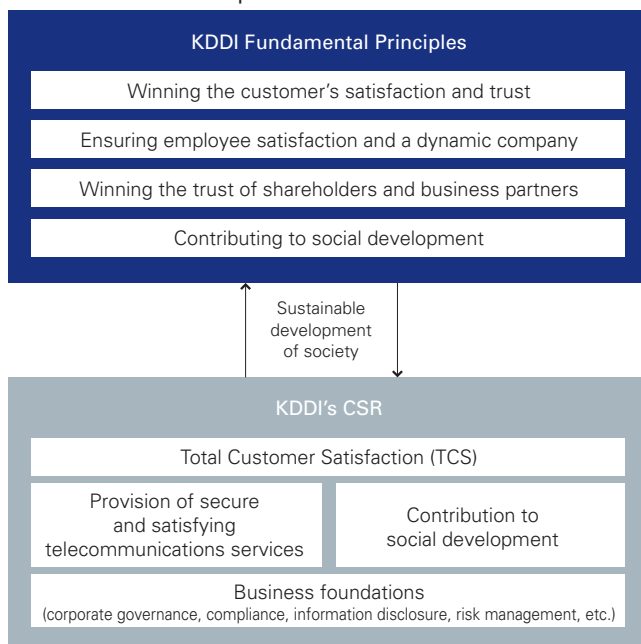 KDDI Fundamental Principles
Winning the customer's satisfaction and trust
Ensuring employee satisfaction and a dynamic company
Winning the trust of shareholders and business partners
Contributing to social development
Sustainable
development
of society
KDDI's CSR
Total Customer Satisfaction (TCS)
Provision of secure
and satisfying
telecommunications services
Contribution to
social development
Business foundations
(corporate governance, compliance, information disclosure, risk management, etc.)